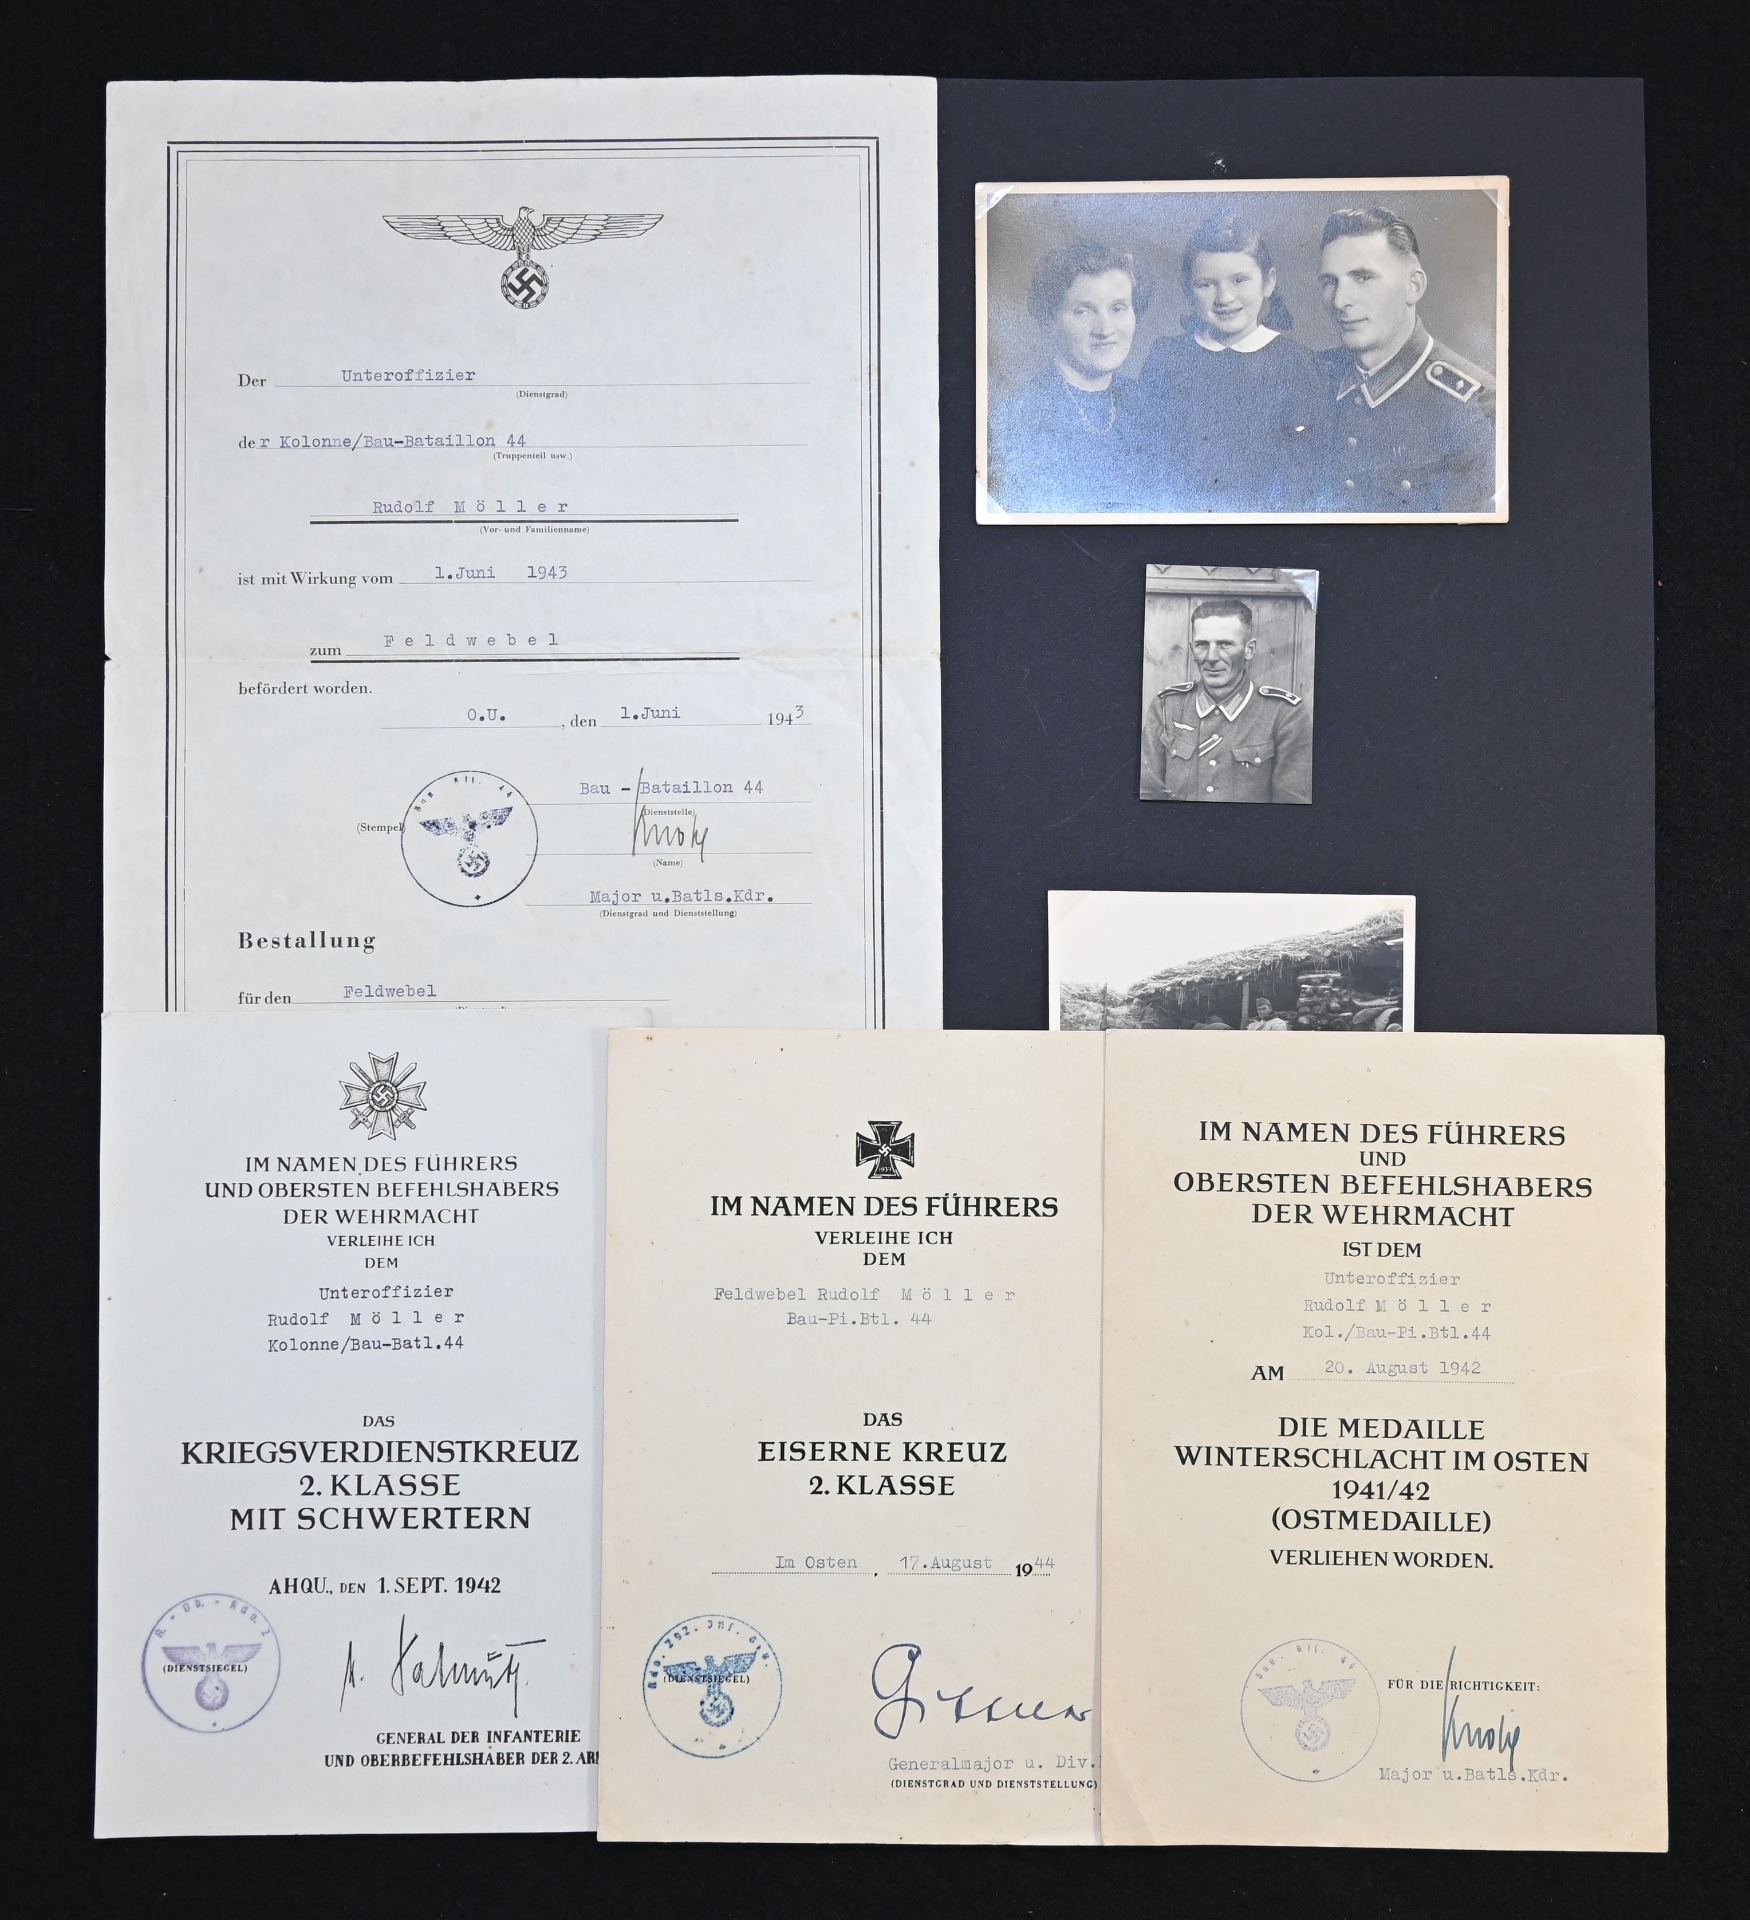 Der Unteroffizier
(Dienstgrad)
der Kolonne/Bau-Bataillon 44
(Truppenteil usw.)
Rudolf Möller
(Vor- und Familienname)
ist mit Wirkung vom 1.Juni 1943
zum Feldwebel
befördert worden.
O.U. , den 1.Juni 1943
Bau - Bataillon 44
(Dienststelle)
(Stempel)
(Name)
Major u.Batls.Kdr.
(Dienstgrad und Dienststellung)
Bestallung
für den Feldwebel
IM NAMEN DES FÜHRERS
UND OBERSTEN BEFEHLSHABERS
DER WEHRMACHT
VERLEIHE ICH
DEM
Unteroffizier
Rudolf Möller
Kolonne/Bau-Batl.44
DAS
KRIEGSVERDIENSTKREUZ
2. KLASSE
MIT SCHWERTERN
AHQU., DEN 1. SEPT. 1942
(DIENSTSIEGEL)
GENERAL DER INFANTERIE
UND OBERBEFEHLSHABER DER 2. AR
1939
IM NAMEN DES FÜHRERS
VERLEIHE ICH
DEM
Feldwebel Rudolf Möller
Bau-Pi.Btl. 44
DAS
EISERNE KREUZ
2. KLASSE
Im Osten , 17.August 1944
(DIENSTSIEGEL)
Generalmajor u. Div.
(DIENSTGRAD UND DIENSTSTELLUNG)
IM NAMEN DES FÜHRERS
UND
OBERSTEN BEFEHLSHABERS
DER WEHRMACHT
IST DEM
Unteroffizier
Rudolf Möller
Kol./Bau-Pi.Btl.44
AM 20. August 1942
DIE MEDAILLE
WINTERSCHLACHT IM OSTEN
1941/42
(OSTMEDAILLE)
VERLIEHEN WORDEN.
FÜR DIE RICHTIGKEIT:
Major u.Batls.Kdr.